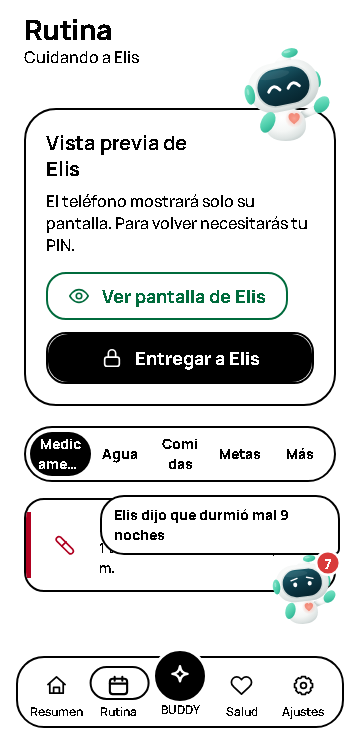 Rutina
Cuidando a Elis
Vista previa de
Elis
El teléfono mostrará solo su
pantalla. Para volver necesitarás tu
PIN.
Ver pantalla de Elis
Entregar a Elis
Medic
ame...
Agua
Comi
das
Metas
Más
Elis dijo que durmió mal 9
noches
m.
7
Resumen
Rutina
BUDDY
Salud
Ajustes